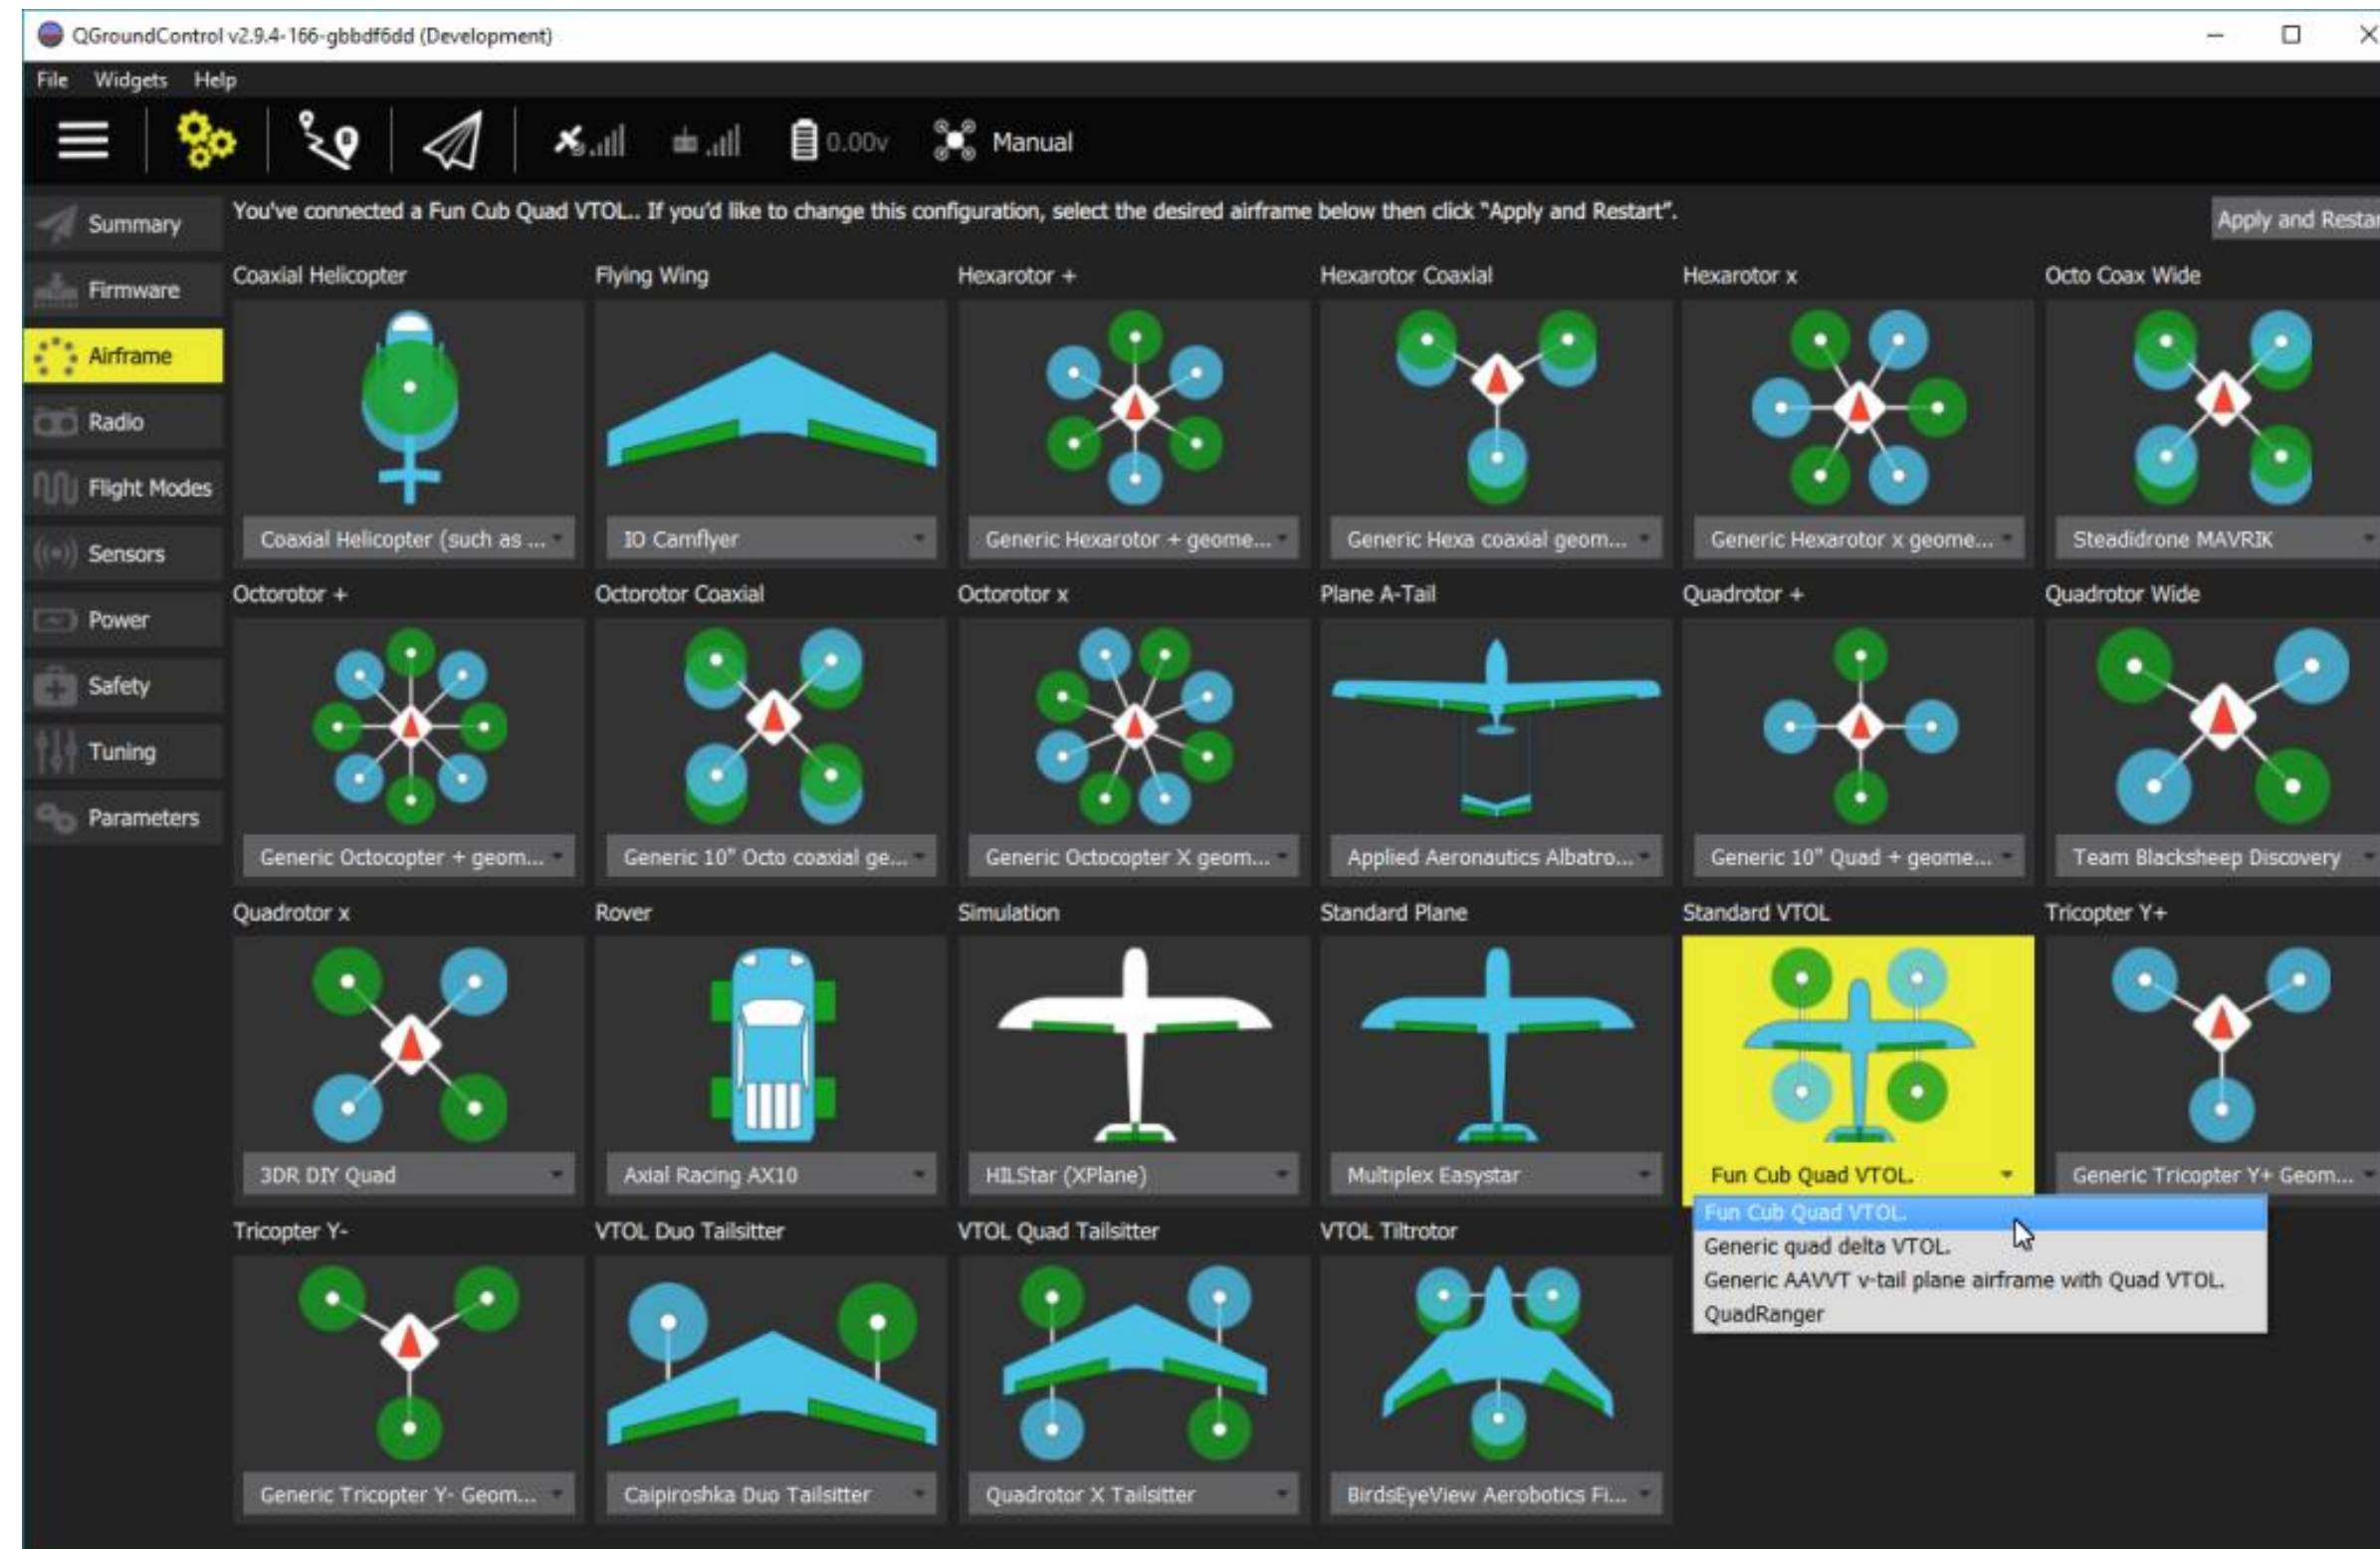 QGroundControl v2.9.4-166-gbbdf6dd (Development)
File Widgets Help
0.00v Manual
You've connected a Fun Cub Quad VTOL.. If you'd like to change this configuration, select the desired airframe below then click "Apply and Restart".
Apply and Restar
Summary
Firmware
Airframe
Radio
Flight Modes
Sensors
Power
Safety
Tuning
Parameters
Coaxial Helicopter
Flying Wing
Hexarotor +
Hexarotor Coaxial
Hexarotor x
Octo Coax Wide
Coaxial Helicopter (such as ...
IO Camflyer
Generic Hexarotor + geome...
Generic Hexa coaxial geom...
Generic Hexarotor x geome...
Steadidrone MAVRIK
Octorotor +
Octorotor Coaxial
Octorotor x
Plane A-Tail
Quadrotor +
Quadrotor Wide
Generic Octocopter + geom...
Generic 10" Octo coaxial ge...
Generic Octocopter X geom...
Applied Aeronautics Albatro...
Generic 10" Quad + geome...
Team Blacksheep Discovery
Quadrotor x
Rover
Simulation
Standard Plane
Standard VTOL
Tricopter Y+
3DR DIY Quad
Axial Racing AX10
HILStar (XPlane)
Multiplex Easystar
Fun Cub Quad VTOL.
Generic Tricopter Y+ Geom...
Fun Cub Quad VTOL.
Generic quad delta VTOL.
Generic AAVVT v-tail plane airframe with Quad VTOL.
QuadRanger
Tricopter Y-
VTOL Duo Tailsitter
VTOL Quad Tailsitter
VTOL Tiltrotor
Generic Tricopter Y- Geom...
Caipiroshka Duo Tailsitter
Quadrotor X Tailsitter
BirdsEyeView Aerobotics Fi...